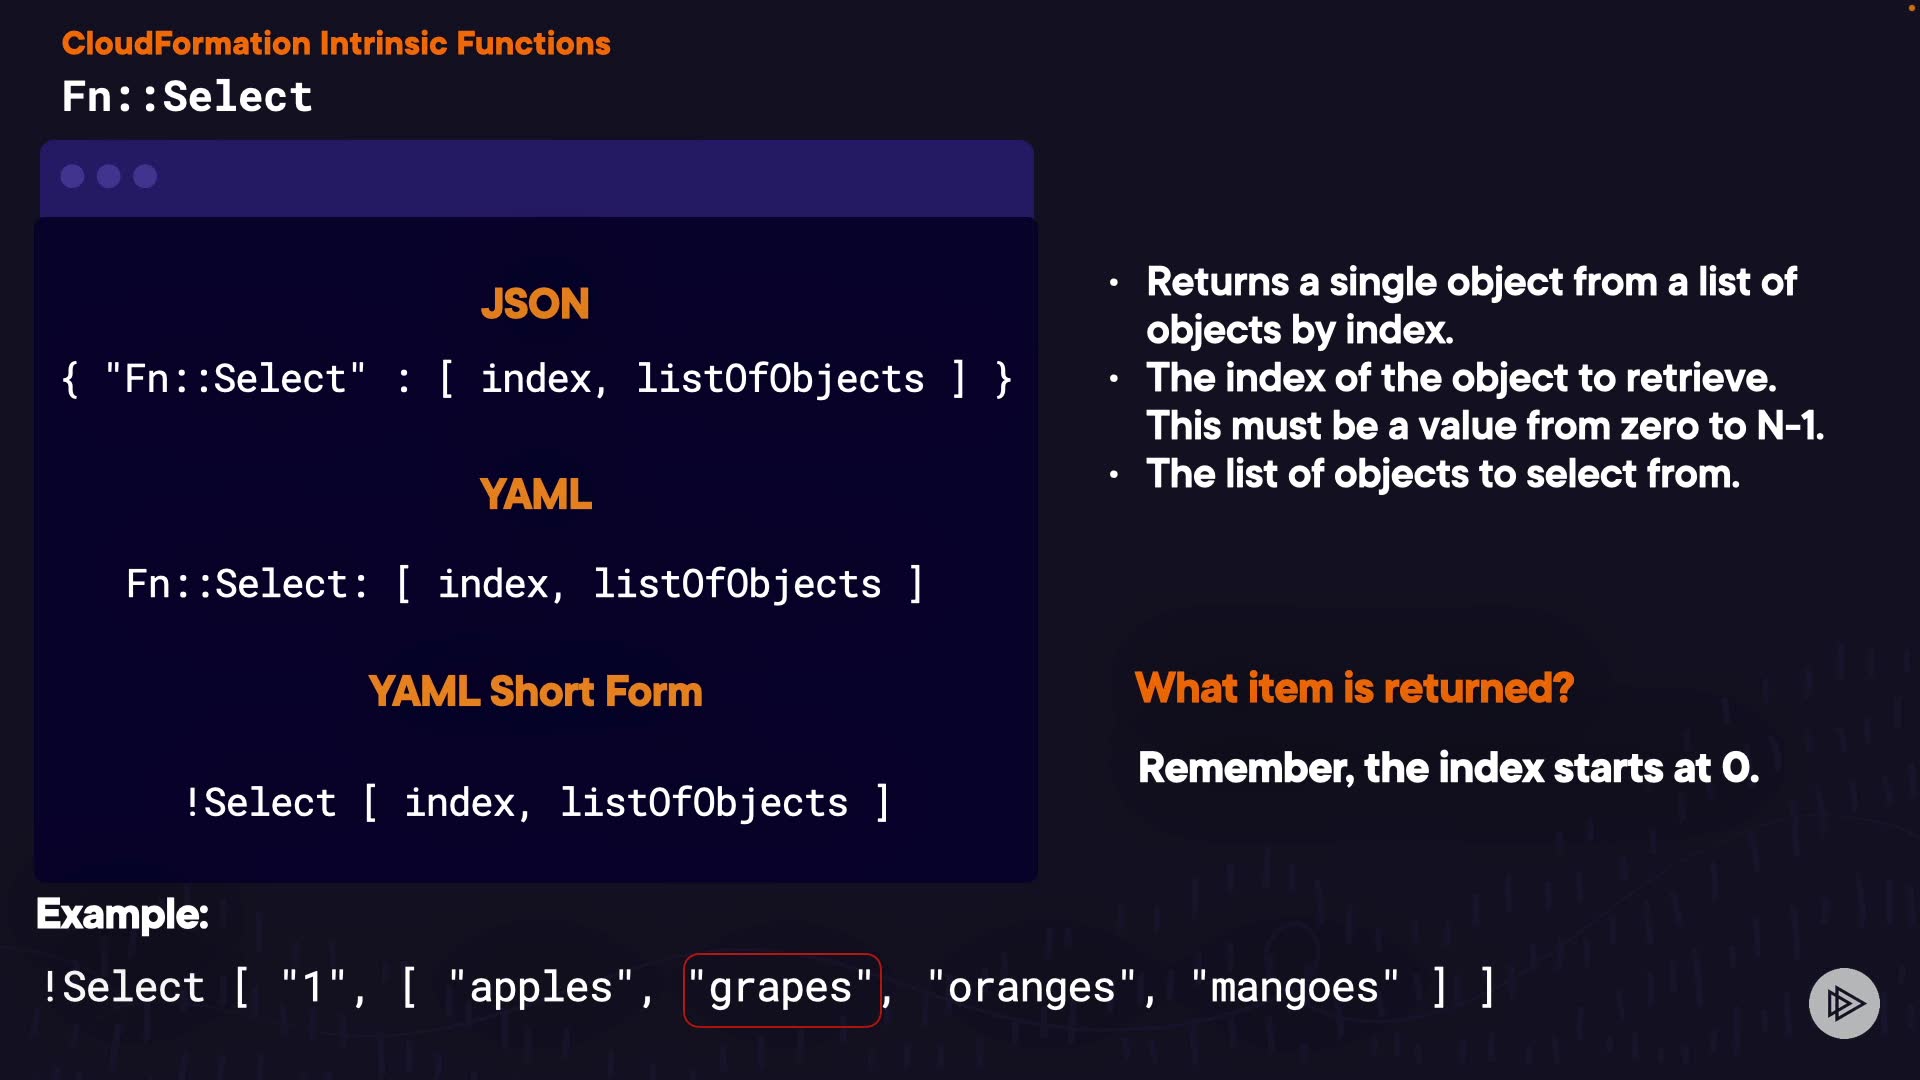 CloudFormation Intrinsic Functions
Fn::Select
JSON
{ "Fn::Select" : [ index, listOfObjects ] }
YAML
Fn::Select: [ index, listOfObjects ]
YAML Short Form
!Select [ index, listOfObjects ]
• Returns a single object from a list of
objects by index.
• The index of the object to retrieve.
This must be a value from zero to N-1.
• The list of objects to select from.
What item is returned?
Remember, the index starts at 0.
Example:
!Select [ "1", [ "apples", "grapes", "oranges", "mangoes" ] ]